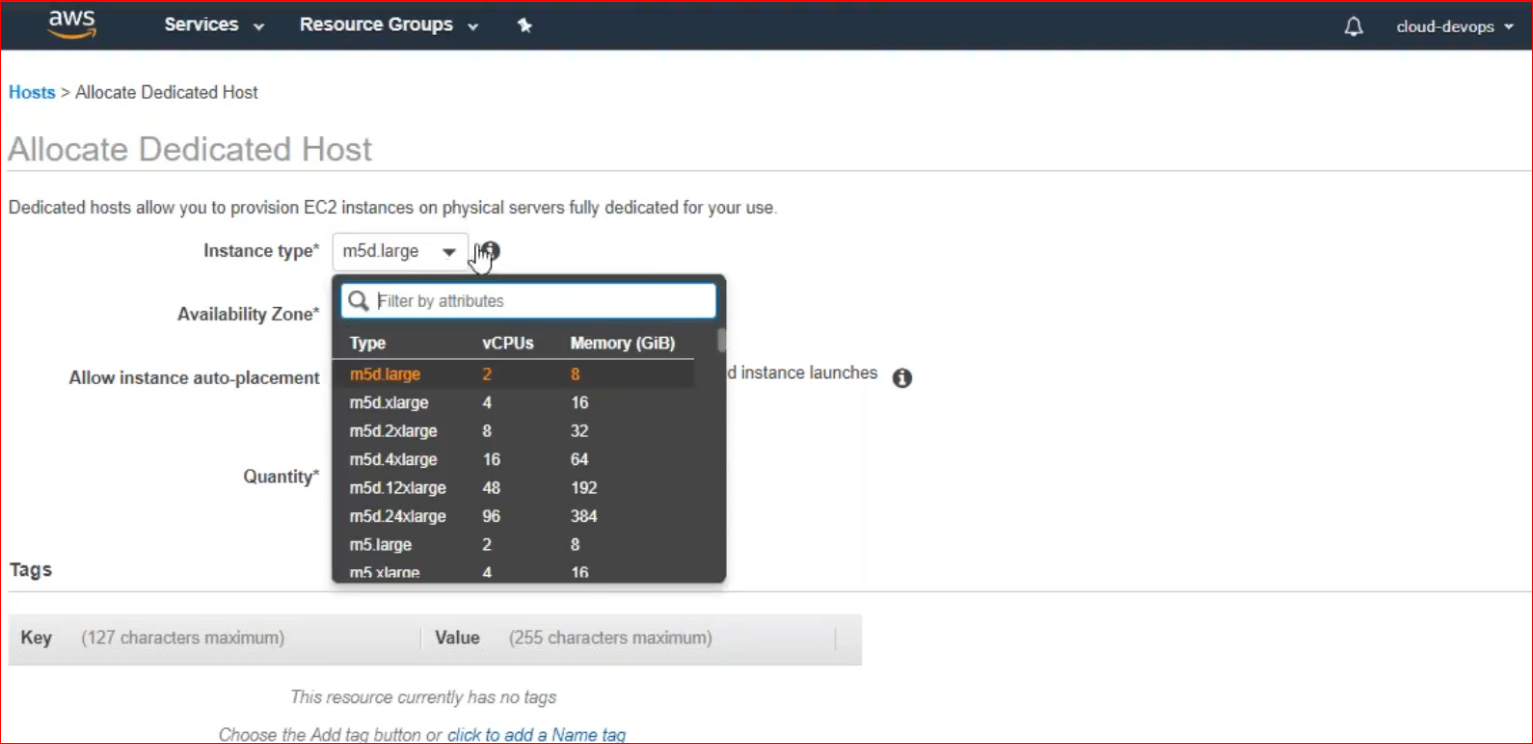 aws Services Resource Groups cloud-devops
Hosts > Allocate Dedicated Host
Allocate Dedicated Host
Dedicated hosts allow you to provision EC2 instances on physical servers fully dedicated for your use.
Instance type* m5d.large
Filter by attributes
Availability Zone*
Type vCPUs Memory (GiB)
Allow instance auto-placement d instance launches
m5d.large 2 8
m5d.xlarge 4 16
m5d.2xlarge 8 32
m5d.4xlarge 16 64
Quantity*
m5d.12xlarge 48 192
m5d.24xlarge 96 384
m5.large 2 8
m5.xlarge 4 16
Tags
Key (127 characters maximum) Value (255 characters maximum)
This resource currently has no tags
Choose the Add tag button or click to add a Name tag